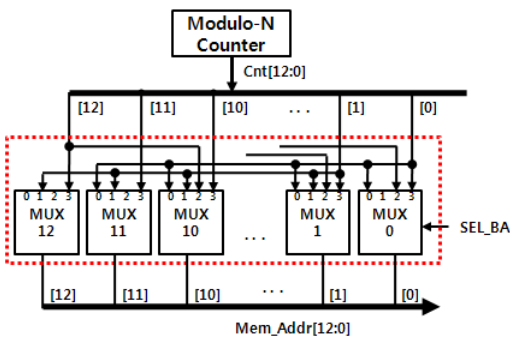 Modulo-N
Counter
Cnt[12:0]
[12] [11] [10] ... [1] [0]
0 1 2 3 0 1 2 3 0 1 2 3 0 1 2 3 0 1 2 3
MUX MUX MUX MUX MUX
12 11 10 ... 1 0
SEL_BA
[12] [11] [10] ... [1] [0]
Mem_Addr[12:0]